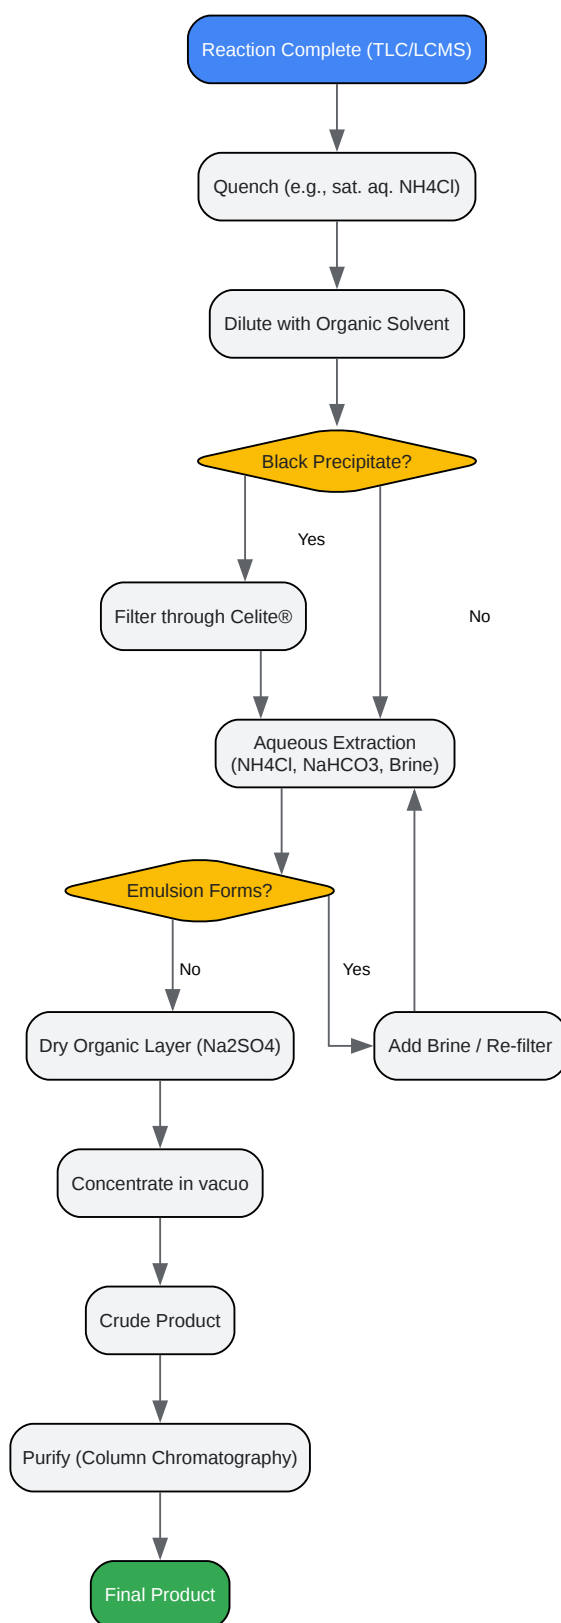 Reaction Complete (TLC/LCMS)
Quench (e.g., sat. aq. NH4Cl)
Dilute with Organic Solvent
Black Precipitate?
Yes
Filter through Celite®
No
Aqueous Extraction
(NH4Cl, NaHCO3, Brine)
Emulsion Forms?
No
Yes
Dry Organic Layer (Na2SO4)
Add Brine / Re-filter
Concentrate in vacuo
Crude Product
Purify (Column Chromatography)
Final Product